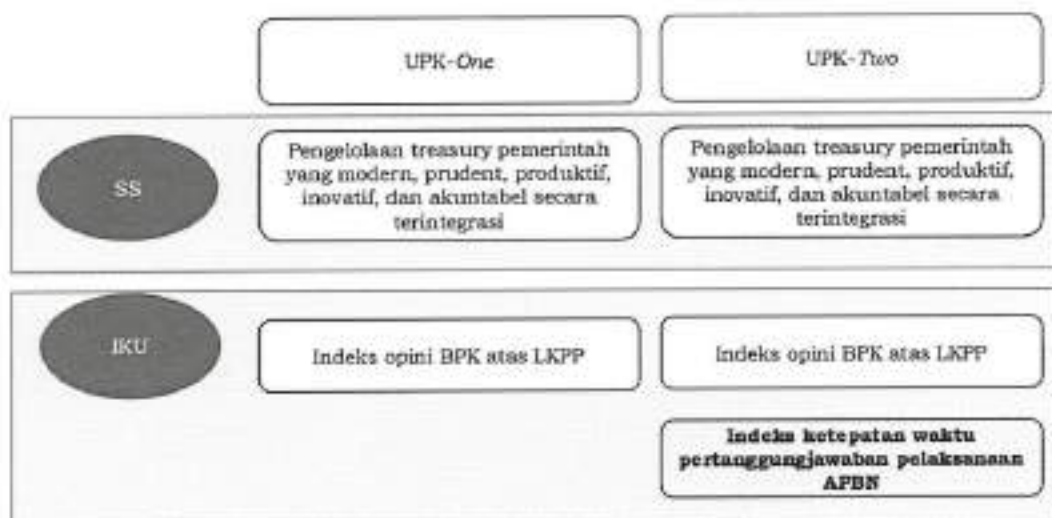 UPK-One
UPK-Two
SS
Pengelolaan treasury pemerintah
yang modern, prudent, produktif,
inovatif, dan akuntabel secara
terintegrasi
Pengelolaan treasury pemerintah
yang modern, prudent, produktif,
inovatif, dan akuntabel secara
terintegrasi
IKU
Indeks opini BPK atas LKPP
Indeks opini BPK atas LKPP
Indeks ketepatan waktu
pertanggungjawaban pelaksanaan
APBN